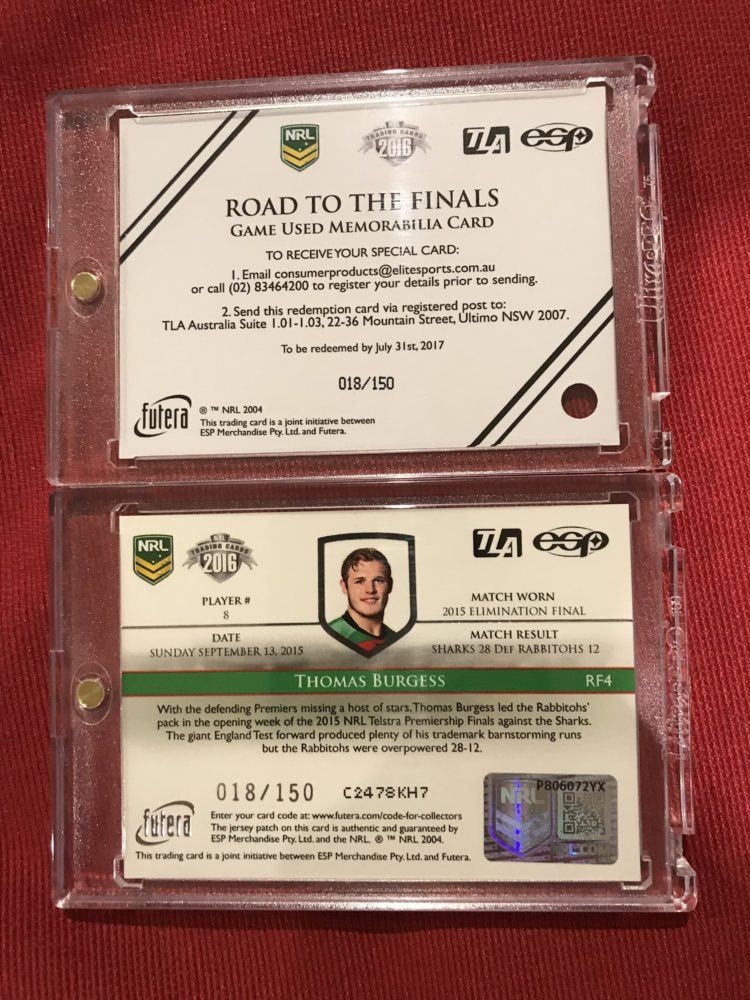 NRL
NRL
TRADING CARDS
2016
TLA
esp
ROAD TO THE FINALS
GAME USED MEMORABILIA CARD
TO RECEIVE YOUR SPECIAL CARD:
1. Email consumerproducts@elitesports.com.au
or call (02) 83464200 to register your details prior to sending.
2. Send this redemption card via registered post to:
TLA Australia Suite 1.01-1.03, 22-36 Mountain Street, Ultimo NSW 2007.
To be redeemed by July 31st, 2017
018/150
futera
® ™ NRL 2004
This trading card is a joint initiative between
ESP Merchandise Pty. Ltd. and Futera.
NRL
NRL
TRADING CARDS
2016
TLA
esp
PLAYER #
8
DATE
SUNDAY SEPTEMBER 13, 2015
MATCH WORN
2015 ELIMINATION FINAL
MATCH RESULT
SHARKS 28 DEF RABBITOHS 12
THOMAS BURGESS
RF4
With the defending Premiers missing a host of stars, Thomas Burgess led the Rabbitohs'
pack in the opening week of the 2015 NRL Telstra Premiership Finals against the Sharks.
The giant England Test forward produced plenty of his trademark barnstorming runs
but the Rabbitohs were overpowered 28-12.
018/150 C2478KH7
P806072YX
NRL
NRL.COM
futera
Enter your card code at: www.futera.com/code-for-collectors
The jersey patch on this card is authentic and guaranteed by
ESP Merchandise Pty. Ltd. and the NRL. ® ™ NRL 2004.
This trading card is a joint initiative between ESP Merchandise Pty. Ltd. and Futera.